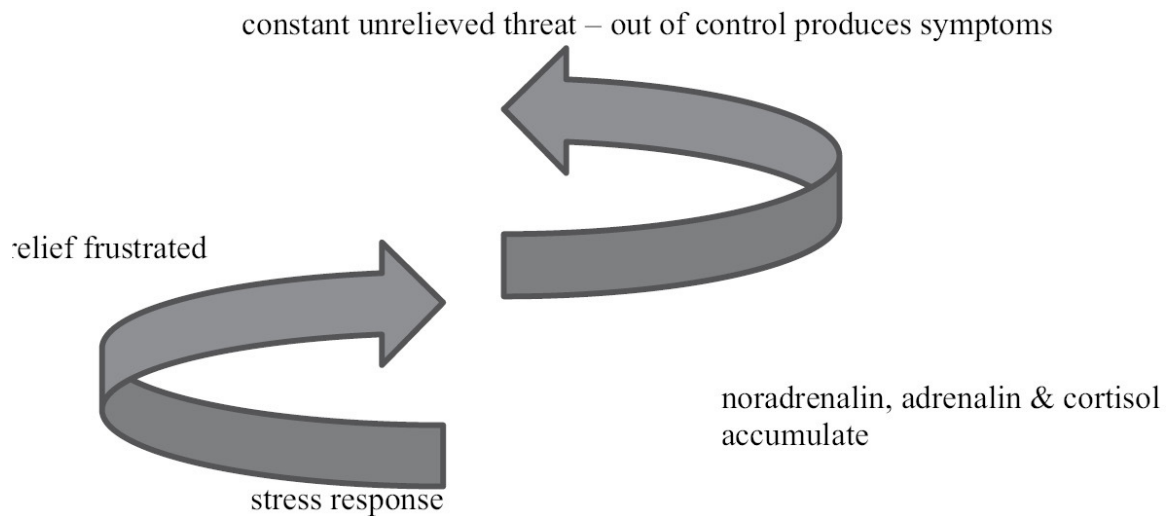 constant unrelieved threat – out of control produces symptoms
relief frustrated
noradrenalin, adrenalin & cortisol
accumulate
stress response